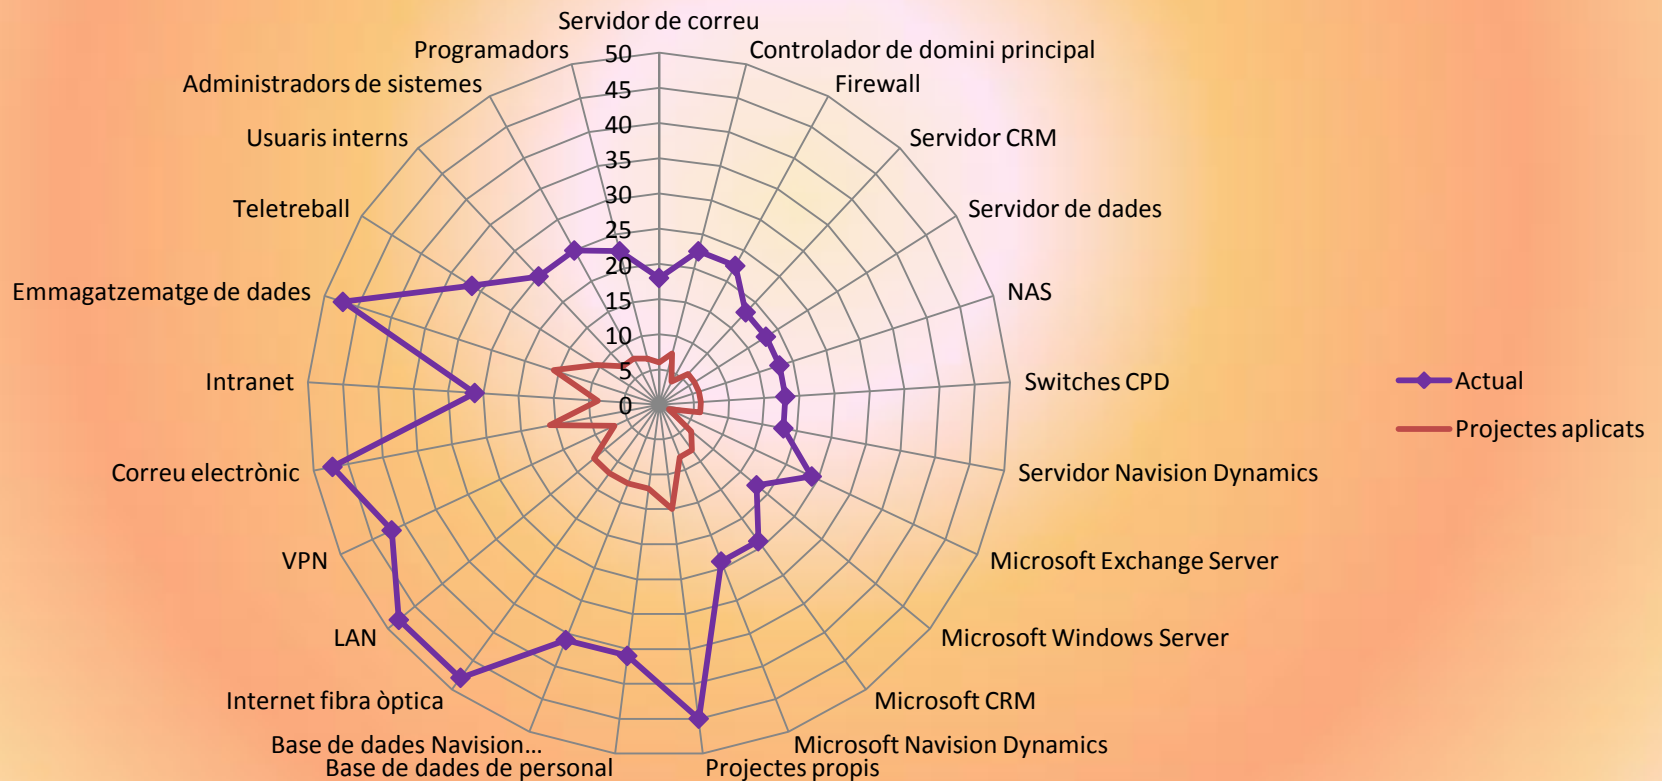 Servidor de correu
Controlador de domini principal
Firewall
Servidor CRM
Servidor de dades
NAS
Switches CPD
Servidor Navision Dynamics
Microsoft Exchange Server
Microsoft Windows Server
Microsoft CRM
Microsoft Navision Dynamics
Projectes propis
Base de dades de personal
Base de dades Navision...
Internet fibra òptica
LAN
VPN
Correu electrònic
Intranet
Emmagatzematge de dades
Teletreball
Usuaris interns
Administradors de sistemes
Programadors
50
45
40
35
30
25
20
15
10
5
0
Actual
Projectes aplicats